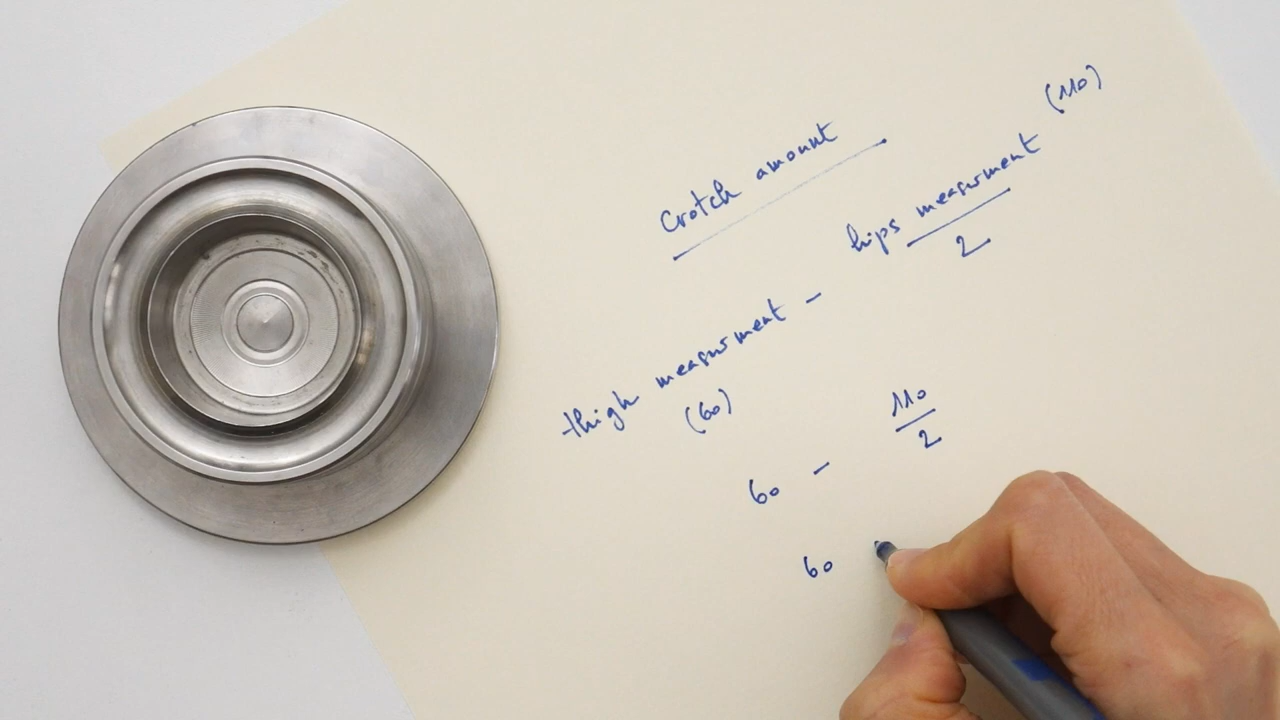 Crotch amount
thigh measurment - hips measurment (110)
2
(60)
60 - 110
2
60